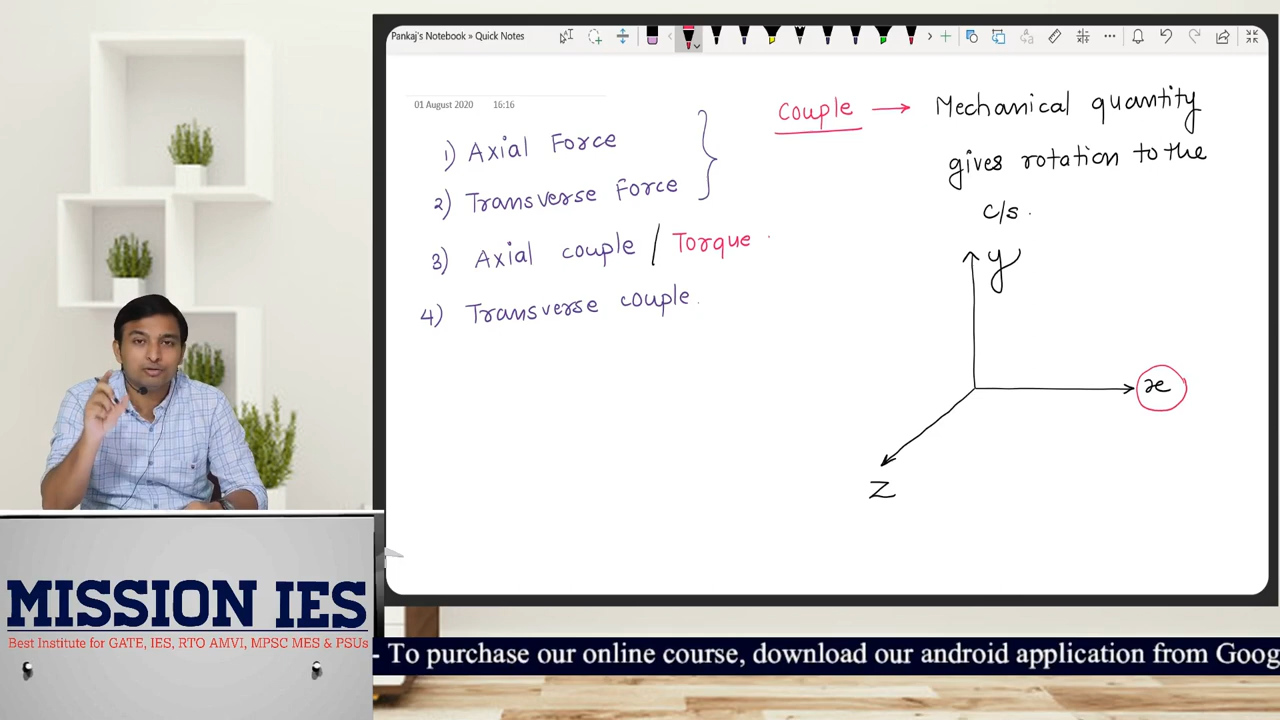 Pankaj's Notebook » Quick Notes
01 August 2020 16:16
1) Axial Force
2) Transverse Force
3) Axial couple / Torque
4) Transverse couple.
couple → Mechanical quantity
gives rotation to the
c/s.
y
x
z
MISSION IES
Best Institute for GATE, IES, RTO AMVI, MPSC MES & PSUs
- To purchase our online course, download our android application from Goog